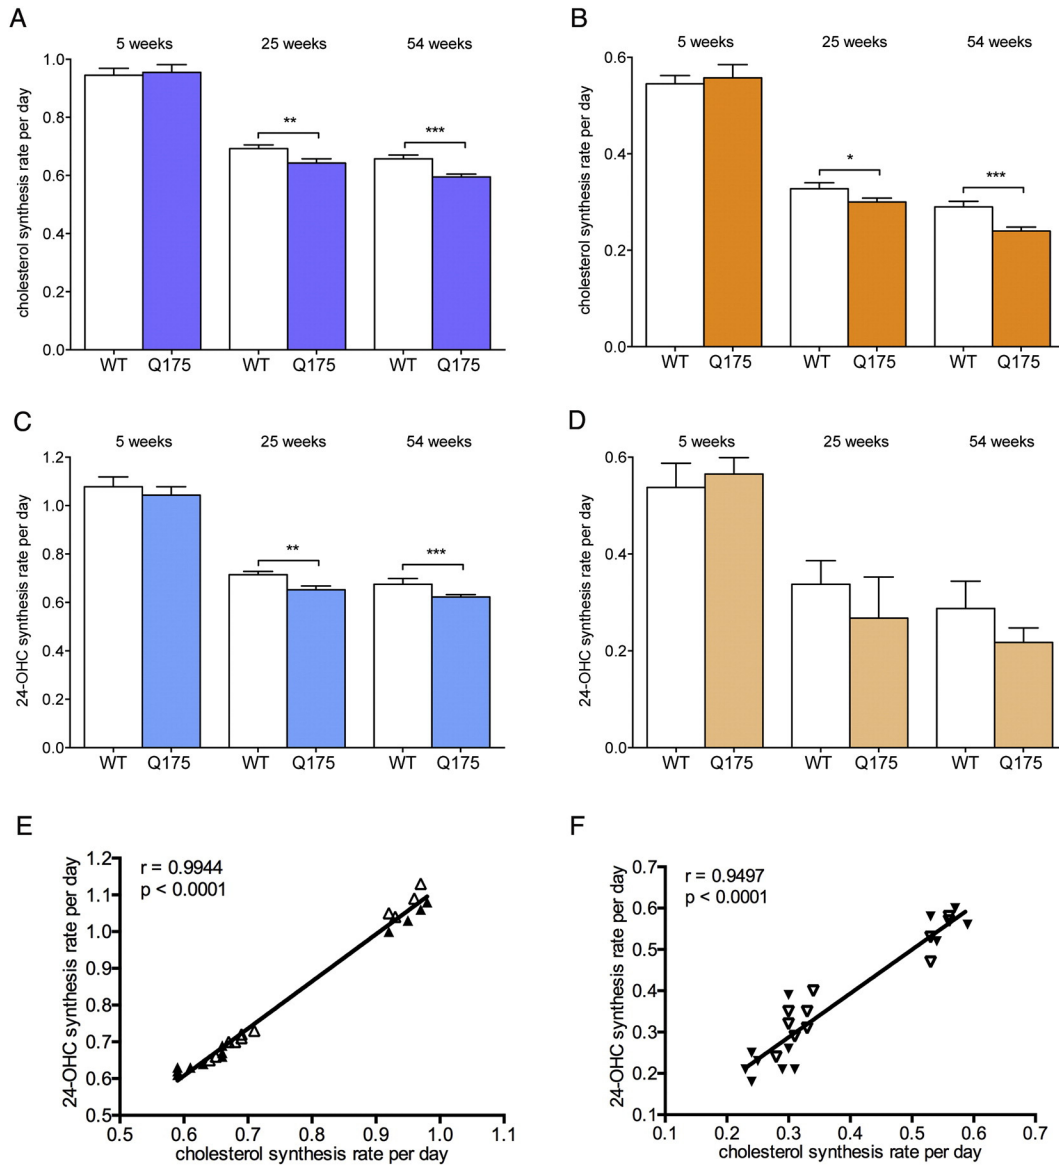 A
5 weeks 25 weeks 54 weeks
cholesterol synthesis rate per day
1.0
0.8
0.6
0.4
0.2
0.0
** ***
WT Q175 WT Q175 WT Q175
B
5 weeks 25 weeks 54 weeks
cholesterol synthesis rate per day
0.6
0.4
0.2
0.0
* ***
WT Q175 WT Q175 WT Q175
C
5 weeks 25 weeks 54 weeks
24-OHC synthesis rate per day
1.2
1.0
0.8
0.6
0.4
0.2
0.0
** ***
WT Q175 WT Q175 WT Q175
D
5 weeks 25 weeks 54 weeks
24-OHC synthesis rate per day
0.6
0.4
0.2
0.0
WT Q175 WT Q175 WT Q175
E
24-OHC synthesis rate per day
1.2
1.1
1.0
0.9
0.8
0.7
0.6
0.5
r = 0.9944
p < 0.0001
0.5 0.6 0.7 0.8 0.9 1.0 1.1
cholesterol synthesis rate per day
F
24-OHC synthesis rate per day
0.7
0.6
0.5
0.4
0.3
0.2
0.1
r = 0.9497
p < 0.0001
0.1 0.2 0.3 0.4 0.5 0.6 0.7
cholesterol synthesis rate per day